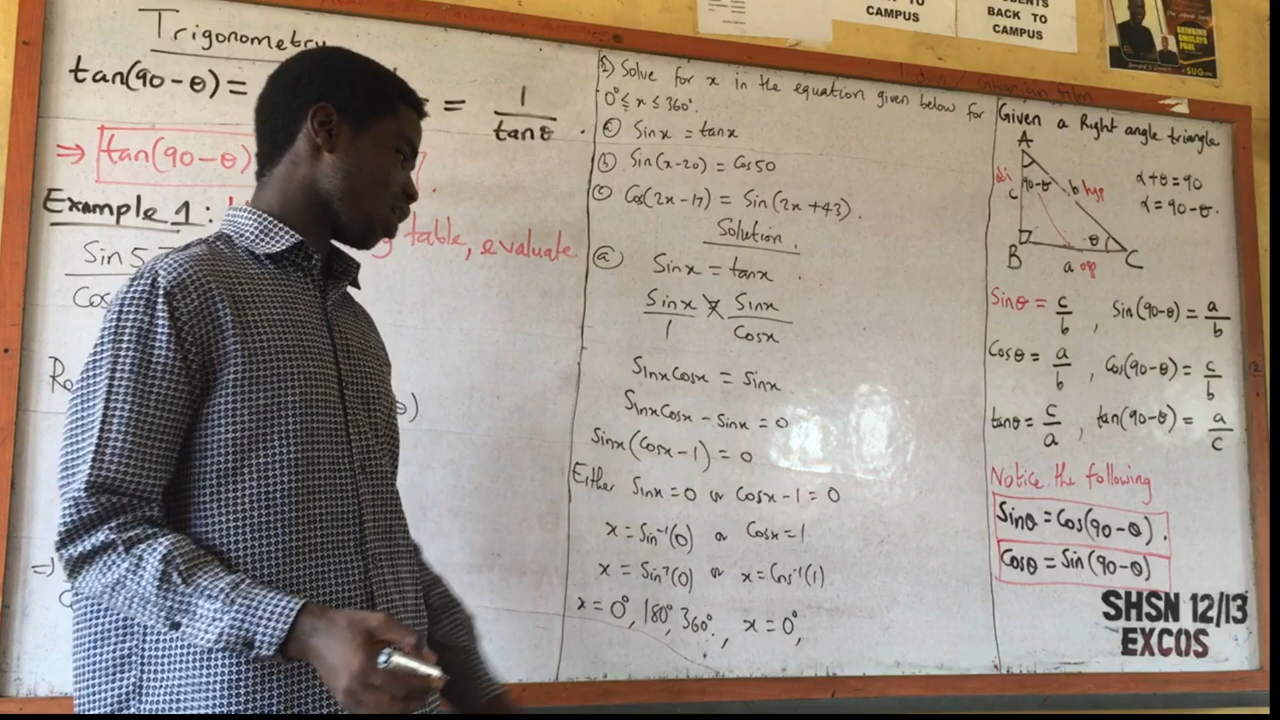 CAMPUS
BACK TO
CAMPUS
SUG
Trigonometry
tan(90-θ) = = 1/tanθ.
⇒ tan(90-θ)
Example 1: table, evaluate
Sin 5
Cos
2) Solve for x in the equation given below for
0° ≤ x ≤ 360°.
Sinx = tanx
(b) Sin(x-20) = Cos50
(c) Cos(2x-17) = Sin(2x+43).
Solution.
(a) Sinx = tanx.
Sinx/1 Sinx/Cosx
SinxCosx = Sinx
SinxCosx - Sinx = 0
Sinx(Cosx-1) = 0
Either Sinx=0 or Cosx-1=0
x = Sin⁻¹(0) or Cosx=1
x = Sin⁻¹(0) or x=Cos⁻¹(1)
x = 0°, 180°, 360°., x=0°,
Given a Right angle triangle
A
90-θ b hyp
c
α+θ=90
α=90-θ.
θ
B a op C
Sinθ = c/b, Sin(90-θ) = a/b
Cosθ = a/b, Cos(90-θ) = c/b
tanθ = c/a, tan(90-θ) = a/c
Notice the following
Sinθ = Cos(90-θ).
Cosθ = Sin(90-θ)
SHSN 12/13
EXCOS